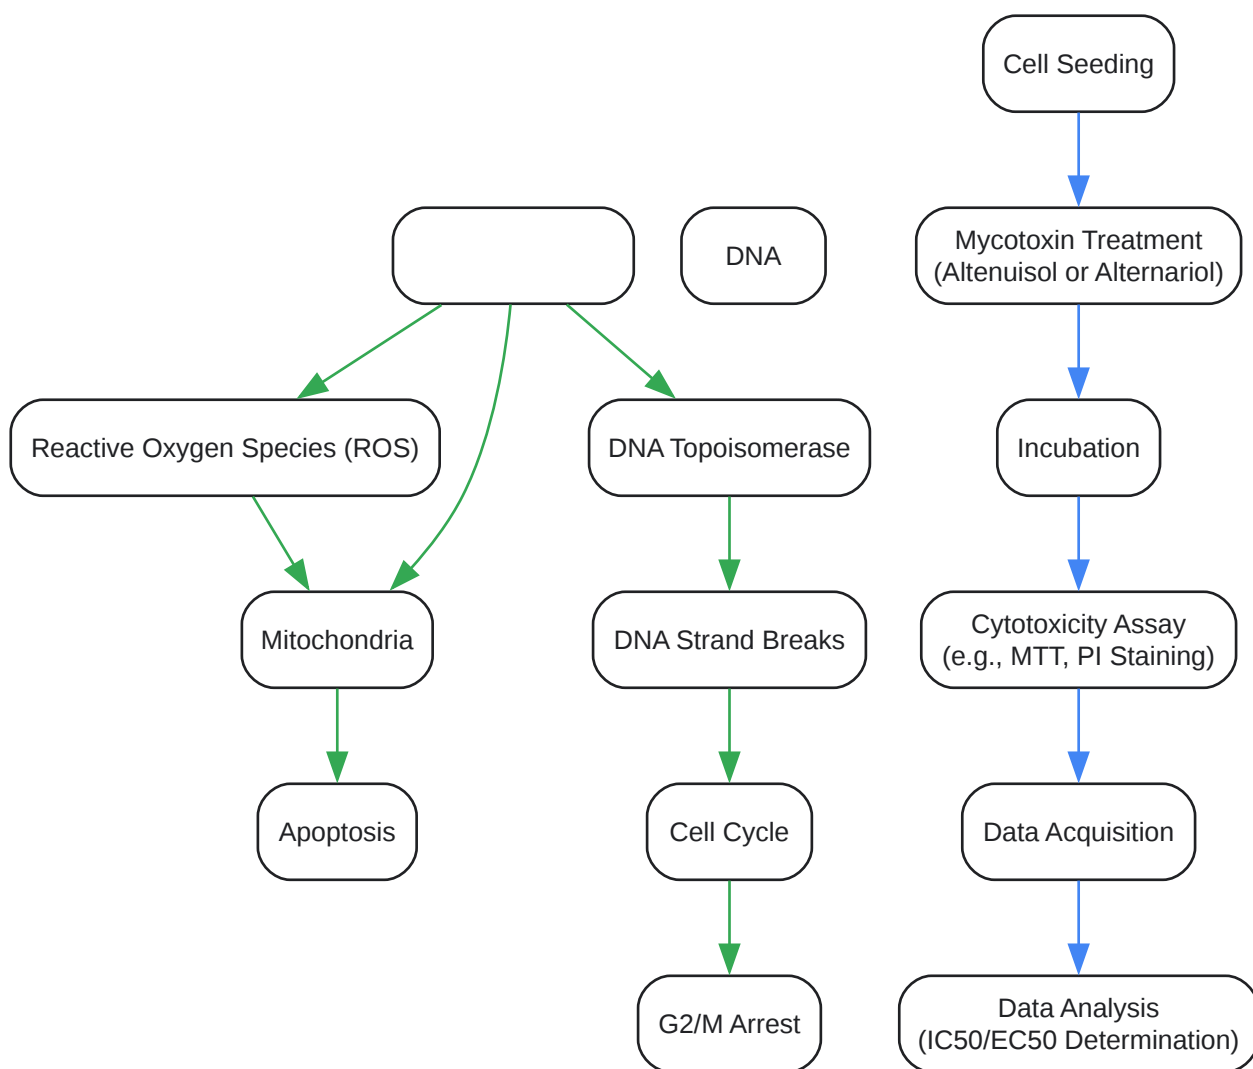 Cell Seeding
DNA
Mycotoxin Treatment
(Altenuisol or Alternariol)
Reactive Oxygen Species (ROS)
DNA Topoisomerase
Incubation
Mitochondria
DNA Strand Breaks
Cytotoxicity Assay
(e.g., MTT, PI Staining)
Apoptosis
Cell Cycle
Data Acquisition
G2/M Arrest
Data Analysis
(IC50/EC50 Determination)